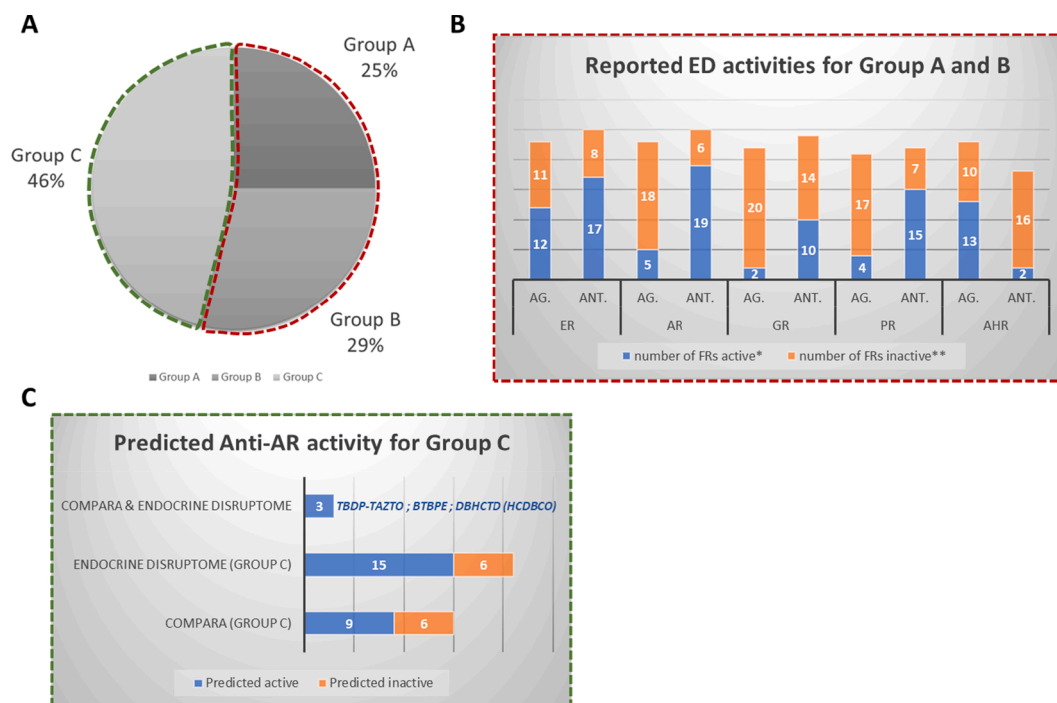 A
Group A
25%
Group C
46%
Group B
29%
Group A Group B Group C
B
Reported ED activities for Group A and B
11 8 18 6 20 14 17 7 10 16
12 17 5 19 2 10 4 15 13 2
AG. ANT. AG. ANT. AG. ANT. AG. ANT. AG. ANT.
ER AR GR PR AHR
number of FRs active* number of FRs inactive**
C
Predicted Anti-AR activity for Group C
COMPARA & ENDOCRINE DISRUPTOME 3 TBDP-TAZTO ; BTBPE ; DBHCTD (HCDBCO)
ENDOCRINE DISRUPTOME (GROUP C) 15 6
COMPARA (GROUP C) 9 6
Predicted active Predicted inactive